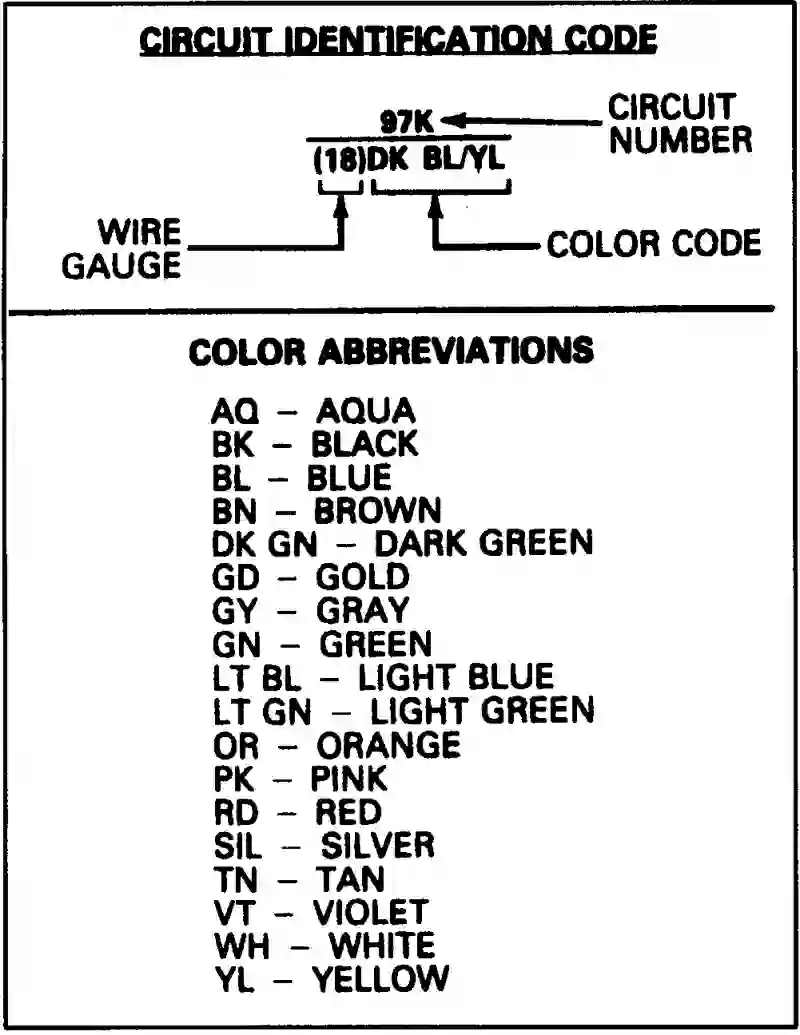 CIRCUIT IDENTIFICATION CODE
97K
CIRCUIT
NUMBER
(18)DK BL/YL
WIRE
GAUGE
COLOR CODE
COLOR ABBREVIATIONS
AQ – AQUA
BK – BLACK
BL – BLUE
BN – BROWN
DK GN – DARK GREEN
GD – GOLD
GY – GRAY
GN – GREEN
LT BL – LIGHT BLUE
LT GN – LIGHT GREEN
OR – ORANGE
PK – PINK
RD – RED
SIL – SILVER
TN – TAN
VT – VIOLET
WH – WHITE
YL – YELLOW